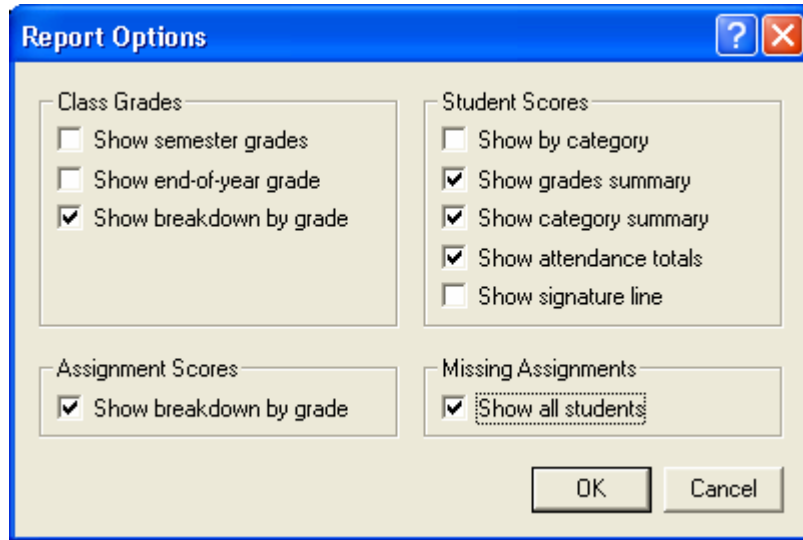 Report Options
?
Class Grades
Show semester grades
Show end-of-year grade
Show breakdown by grade
Student Scores
Show by category
Show grades summary
Show category summary
Show attendance totals
Show signature line
Assignment Scores
Show breakdown by grade
Missing Assignments
Show all students
OK
Cancel